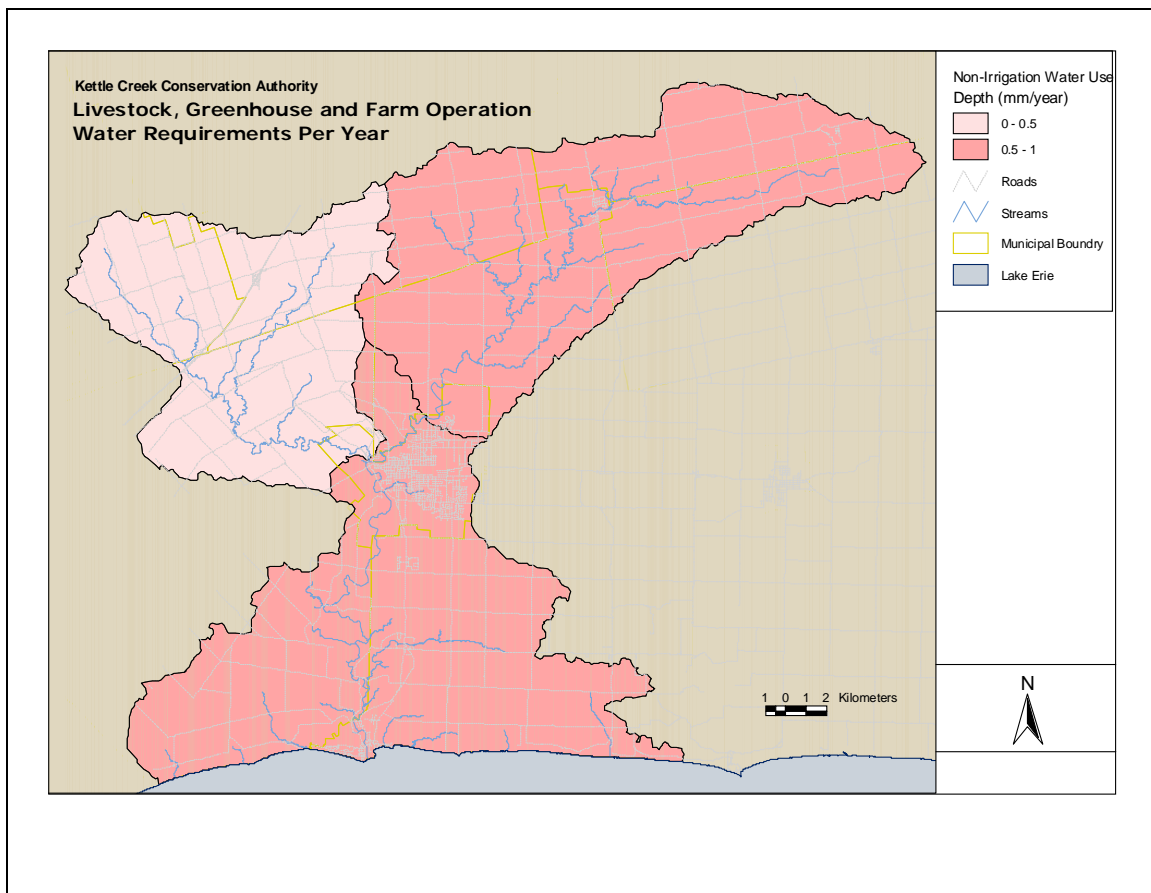 Kettle Creek Conservation Authority
Livestock, Greenhouse and Farm Operation
Water Requirements Per Year
Non-Irrigation Water Use
Depth (mm/year)
0 - 0.5
0.5 - 1
Roads
Streams
Municipal Boundry
Lake Erie
1 0 1 2 Kilometers
N